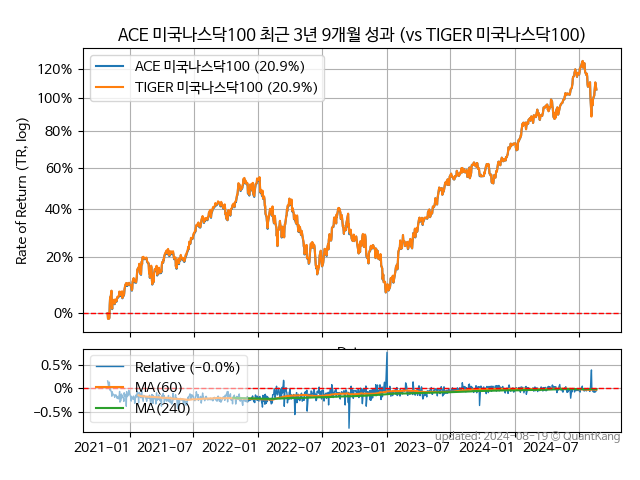 ACE 미국나스닥100 최근 3년 9개월 성과 (vs TIGER 미국나스닥100)
ACE 미국나스닥100 (20.9%)
TIGER 미국나스닥100 (20.9%)
Rate of Return (TR, log)
120%
100%
80%
60%
40%
20%
0%
Relative (−0.0%)
MA(60)
MA(240)
0.5%
0%
−0.5%
2021−01 2021−07 2022−01 2022−07 2023−01 2023−07 2024−01 2024−07
updated: 2024−08−19 © QuantKang